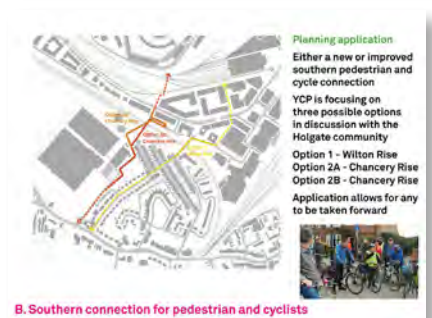 Planning application
Either a new or improved
southern pedestrian and
cycle connection
YCP is focusing on
three possible options
in discussion with the
Holgate community
Option 1 - Wilton Rise
Option 2A - Chancery Rise
Option 2B - Chancery Rise
Application allows for any
to be taken forward
B. Southern connection for pedestrian and cyclists